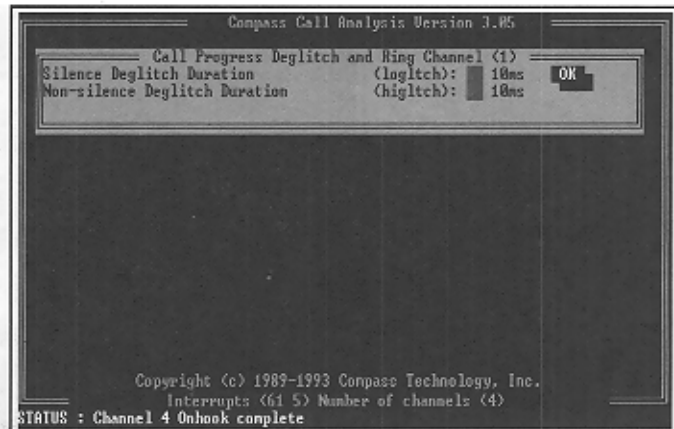 Compass Call Analysis Version 3.05
Call Progress Deglitch and Ring Channel (1)
Silence Deglitch Duration (logltch): 10ms OK
Non-silence Deglitch Duration (higltch): 10ms
Copyright (c) 1989-1993 Compass Technology, Inc.
Interrupts (61 5) Number of channels (4)
STATUS : Channel 4 Onhook complete